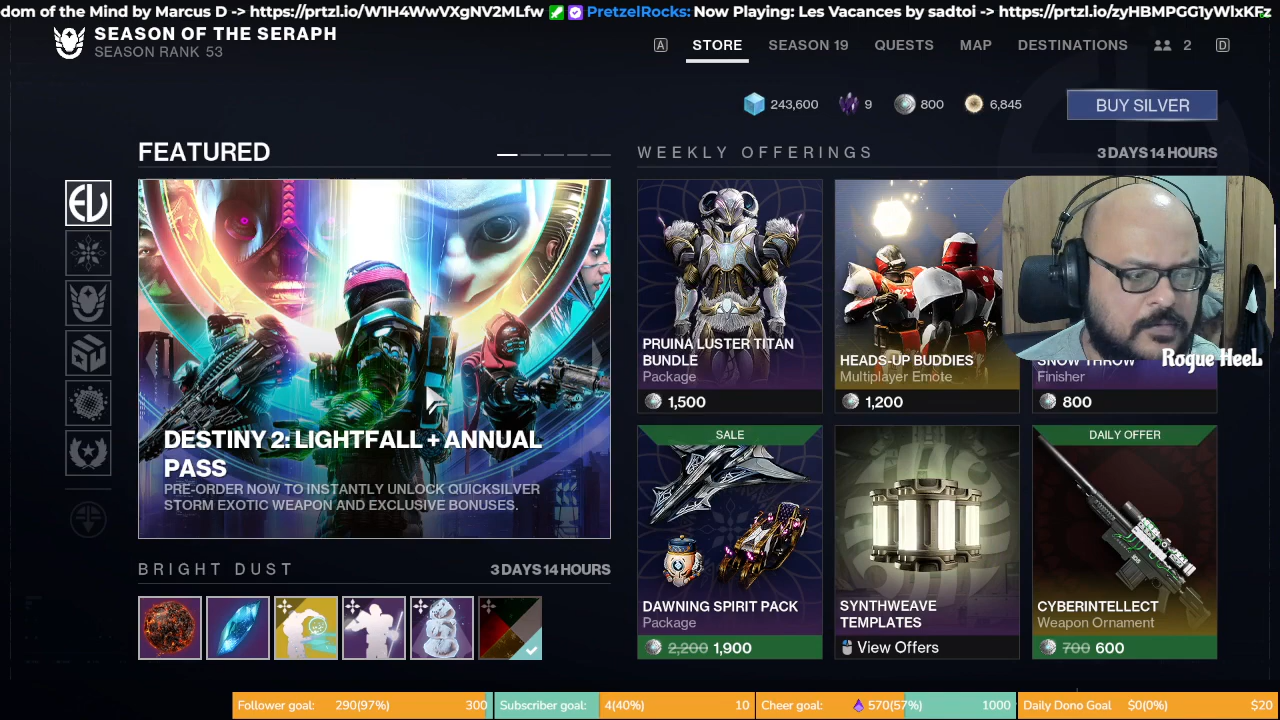 dom of the Mind by Marcus D -> https://prtzl.io/W1H4WwVXgNV2MLfw PretzelRocks: Now Playing: Les Vacances by sadtoi -> https://prtzl.io/zyHBMPGG1yWlxKFz
SEASON OF THE SERAPH
SEASON RANK 53
A STORE SEASON 19 QUESTS MAP DESTINATIONS 2 D
243,600 9 800 6,845 BUY SILVER
FEATURED
WEEKLY OFFERINGS 3 DAYS 14 HOURS
DESTINY 2: LIGHTFALL + ANNUAL
PASS
PRE-ORDER NOW TO INSTANTLY UNLOCK QUICKSILVER
STORM EXOTIC WEAPON AND EXCLUSIVE BONUSES.
PRUINA LUSTER TITAN
BUNDLE
Package
1,500
HEADS-UP BUDDIES
Multiplayer Emote
1,200
SNOW THROW
Finisher
800
Rogue HeeL
SALE
DAWNING SPIRIT PACK
Package
2,200 1,900
SYNTHWEAVE
TEMPLATES
View Offers
DAILY OFFER
CYBERINTELLECT
Weapon Ornament
700 600
BRIGHT DUST 3 DAYS 14 HOURS
Follower goal: 290(97%) 300
Subscriber goal: 4(40%) 10
Cheer goal: 570(57%) 1000
Daily Dono Goal $0(0%) $20